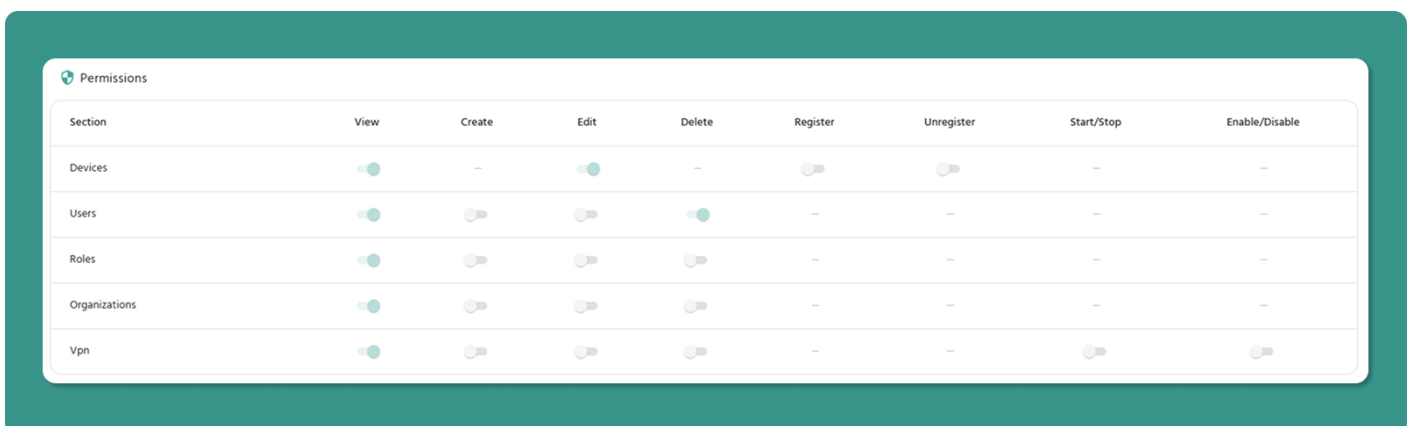 Permissions
Section View Create Edit Delete Register Unregister Start/Stop Enable/Disable
Devices – – – –
Users – – – –
Roles – – – –
Organizations – – – –
Vpn – –